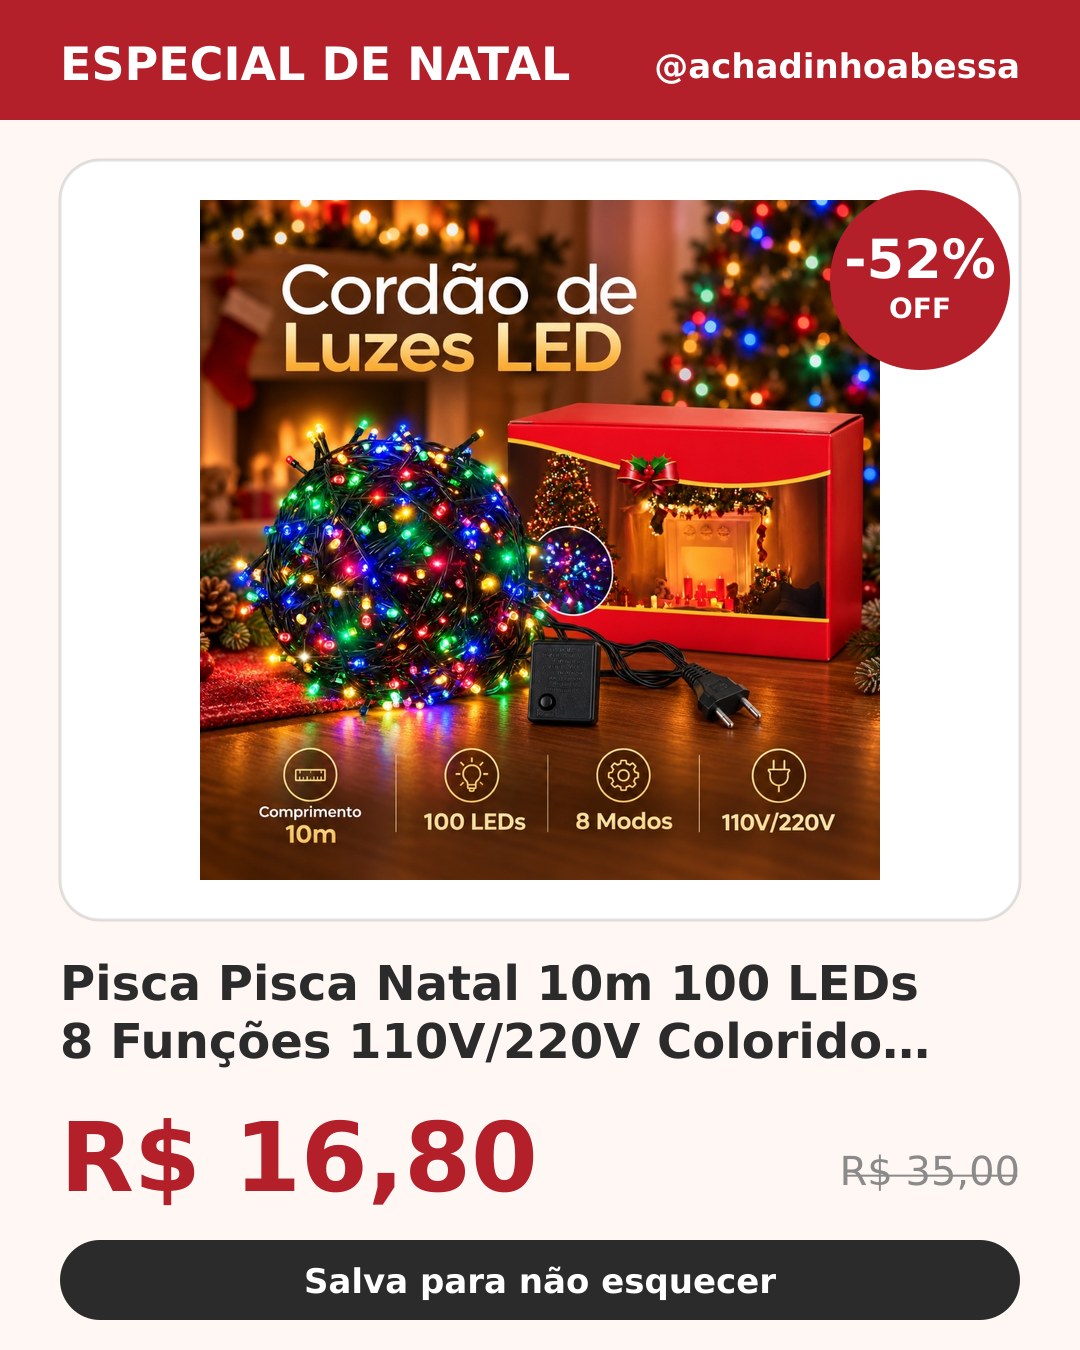 ESPECIAL DE NATAL
@achadinhoabessa
-52%
OFF
Cordão de
Luzes LED
Comprimento
10m
100 LEDs
8 Modos
110V/220V
Pisca Pisca Natal 10m 100 LEDs
8 Funções 110V/220V Colorido...
R$ 16,80
R$ 35,00
Salva para não esquecer